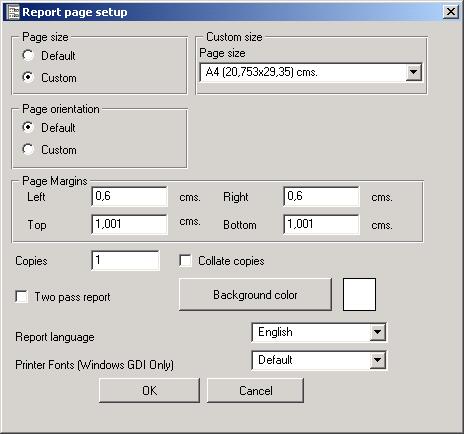 Report page setup
Page size
Default
Custom
Custom size
Page size
A4 (20,753x29,35) cms.
Page orientation
Default
Custom
Page Margins
Left 0,6 cms. Right 0,6 cms.
Top 1,001 cms. Bottom 1,001 cms.
Copies 1 Collate copies
Two pass report Background color
Report language English
Printer Fonts (Windows GDI Only) Default
OK Cancel